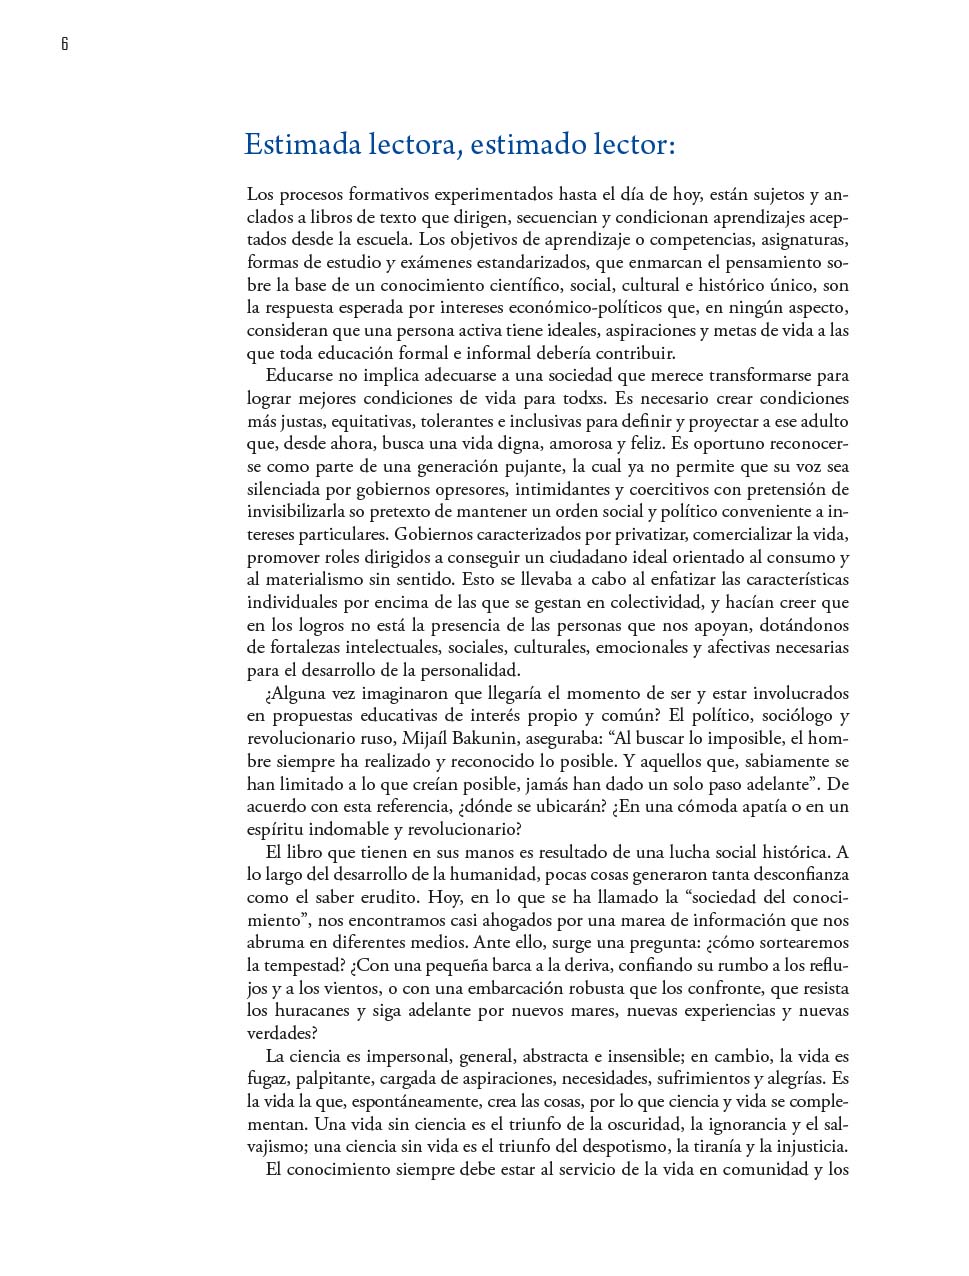 6
Estimada lectora, estimado lector:
Los procesos formativos experimentados hasta el día de hoy, están sujetos y an-
clados a libros de texto que dirigen, secuencian y condicionan aprendizajes acep-
tados desde la escuela. Los objetivos de aprendizaje o competencias, asignaturas,
formas de estudio y exámenes estandarizados, que enmarcan el pensamiento so-
bre la base de un conocimiento científico, social, cultural e histórico único, son
la respuesta esperada por intereses económico-políticos que, en ningún aspecto,
consideran que una persona activa tiene ideales, aspiraciones y metas de vida a las
que toda educación formal e informal debería contribuir.
Educarse no implica adecuarse a una sociedad que merece transformarse para
lograr mejores condiciones de vida para todxs. Es necesario crear condiciones
más justas, equitativas, tolerantes e inclusivas para definir y proyectar a ese adulto
que, desde ahora, busca una vida digna, amorosa y feliz. Es oportuno reconocer-
se como parte de una generación pujante, la cual ya no permite que su voz sea
silenciada por gobiernos opresores, intimidantes y coercitivos con pretensión de
invisibilizarla so pretexto de mantener un orden social y político conveniente a in-
tereses particulares. Gobiernos caracterizados por privatizar, comercializar la vida,
promover roles dirigidos a conseguir un ciudadano ideal orientado al consumo y
al materialismo sin sentido. Esto se llevaba a cabo al enfatizar las características
individuales por encima de las que se gestan en colectividad, y hacían creer que
en los logros no está la presencia de las personas que nos apoyan, dotándonos
de fortalezas intelectuales, sociales, culturales, emocionales y afectivas necesarias
para el desarrollo de la personalidad.
¿Alguna vez imaginaron que llegaría el momento de ser y estar involucrados
en propuestas educativas de interés propio y común? El político, sociólogo y
revolucionario ruso, Mijaíl Bakunin, aseguraba: “Al buscar lo imposible, el hom-
bre siempre ha realizado y reconocido lo posible. Y aquellos que, sabiamente se
han limitado a lo que creían posible, jamás han dado un solo paso adelante”. De
acuerdo con esta referencia, ¿dónde se ubicarán? ¿En una cómoda apatía o en un
espíritu indomable y revolucionario?
El libro que tienen en sus manos es resultado de una lucha social histórica. A
lo largo del desarrollo de la humanidad, pocas cosas generaron tanta desconfianza
como el saber erudito. Hoy, en lo que se ha llamado la “sociedad del conoci-
miento”, nos encontramos casi ahogados por una marea de información que nos
abruma en diferentes medios. Ante ello, surge una pregunta: ¿cómo sortearemos
la tempestad? ¿Con una pequeña barca a la deriva, confiando su rumbo a los reflu-
jos y a los vientos, o con una embarcación robusta que los confronte, que resista
los huracanes y siga adelante por nuevos mares, nuevas experiencias y nuevas
verdades?
La ciencia es impersonal, general, abstracta e insensible; en cambio, la vida es
fugaz, palpitante, cargada de aspiraciones, necesidades, sufrimientos y alegrías. Es
la vida la que, espontáneamente, crea las cosas, por lo que ciencia y vida se comple-
mentan. Una vida sin ciencia es el triunfo de la oscuridad, la ignorancia y el sal-
vajismo; una ciencia sin vida es el triunfo del despotismo, la tiranía y la injusticia.
El conocimiento siempre debe estar al servicio de la vida en comunidad y los